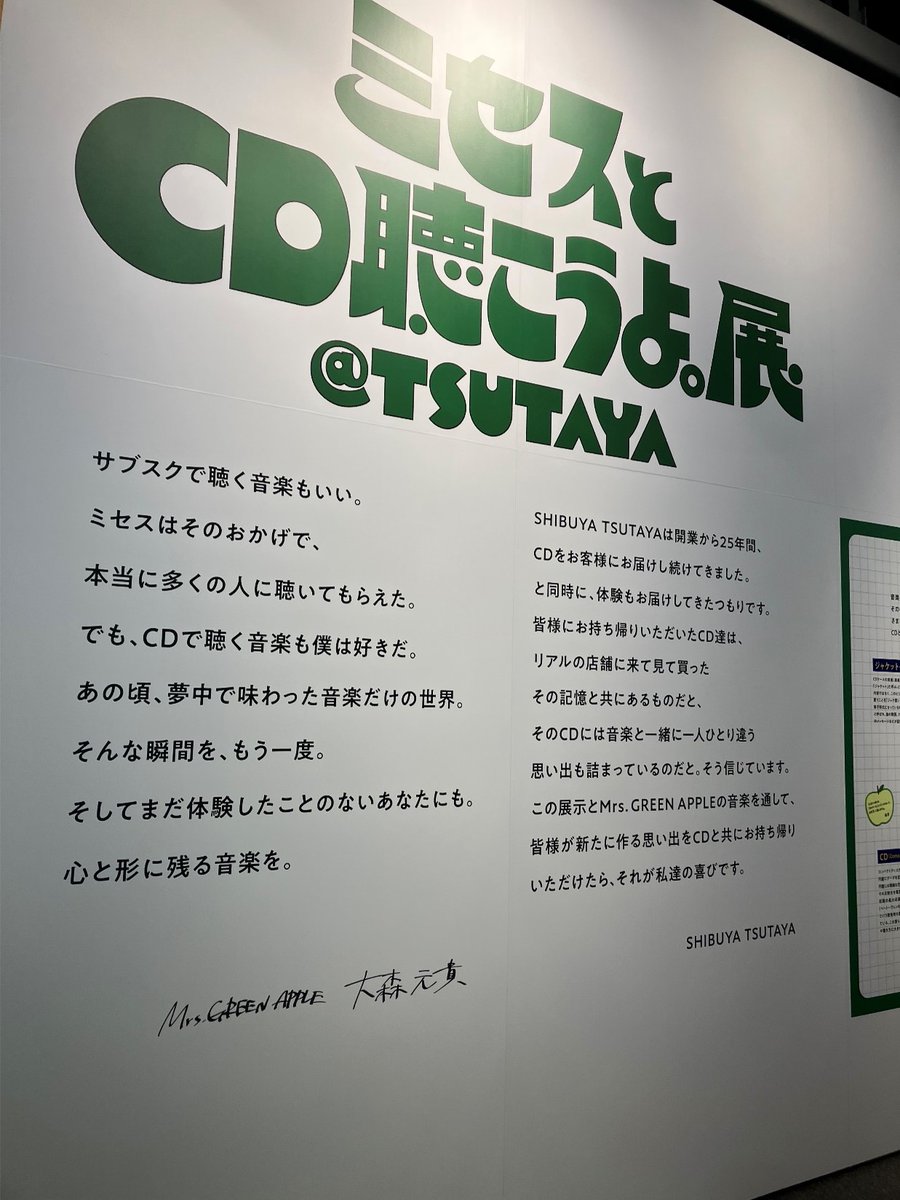 ミセスと
CD聴こうよ。展
@TSUTAYA
サブスクで聴く音楽もいい。
ミセスはそのおかげで、
本当に多くの人に聴いてもらえた。
でも、CDで聴く音楽も僕は好きだ。
あの頃、夢中で味わった音楽だけの世界。
そんな瞬間を、もう一度。
そしてまだ体験したことのないあなたにも。
心と形に残る音楽を。
Mrs. GREEN APPLE 大森元貴
SHIBUYA TSUTAYAは開業から25年間、
CDをお客様にお届けし続けてきました。
と同時に、体験もお届けしてきたつもりです。
皆様にお持ち帰りいただいたCD達は、
リアルの店舗に来て見て買った
その記憶と共にあるものだと、
そのCDには音楽と一緒に一人ひとり違う
思い出も詰まっているのだと。そう信じています。
この展示とMrs. GREEN APPLEの音楽を通して、
皆様が新たに作る思い出をCDと共にお持ち帰り
いただけたら、それが私達の喜びです。
SHIBUYA TSUTAYA
ジャケット
CD